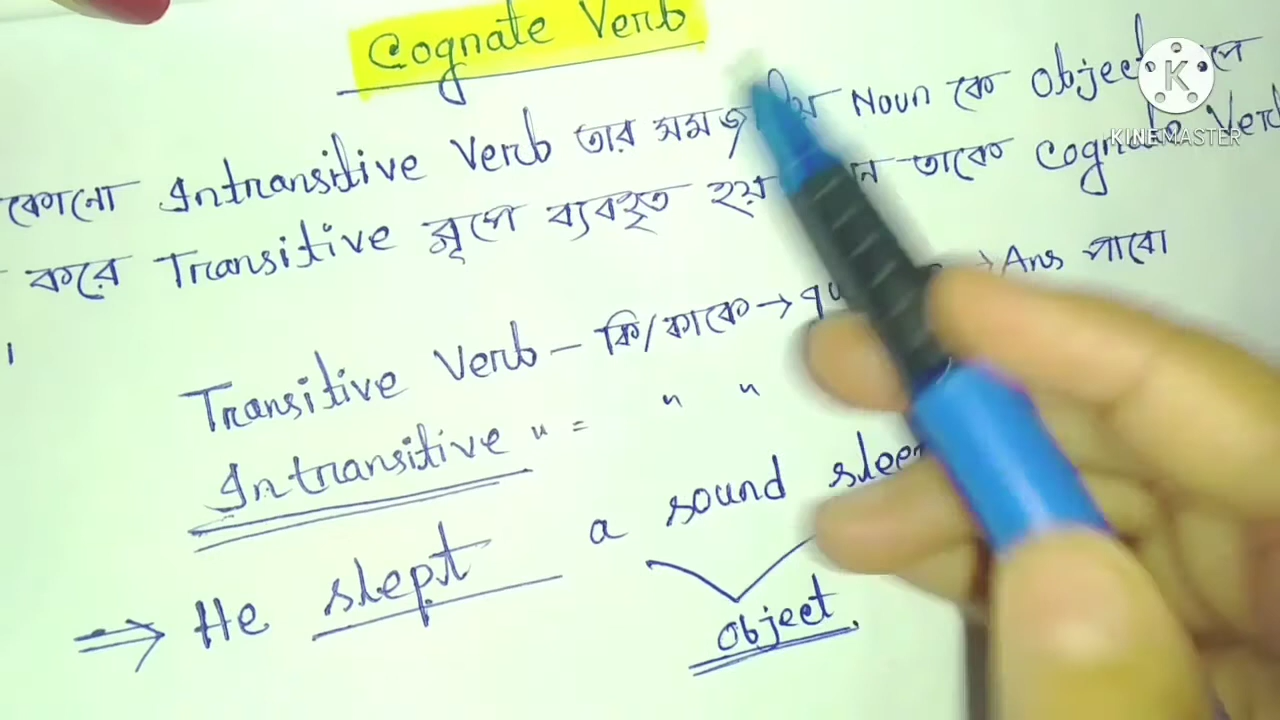 Cognate Verb
কোনো Intransitive Verb তার Noun কে Object
করে Transitive রূপে ব্যবহৃত হয় তাকে Cognate Verb
।
Transitive Verb – কি/কাকে → → Ans পাবো
Intransitive " = " "
⇒ He slept a sound sleep
Object
KINEMASTER